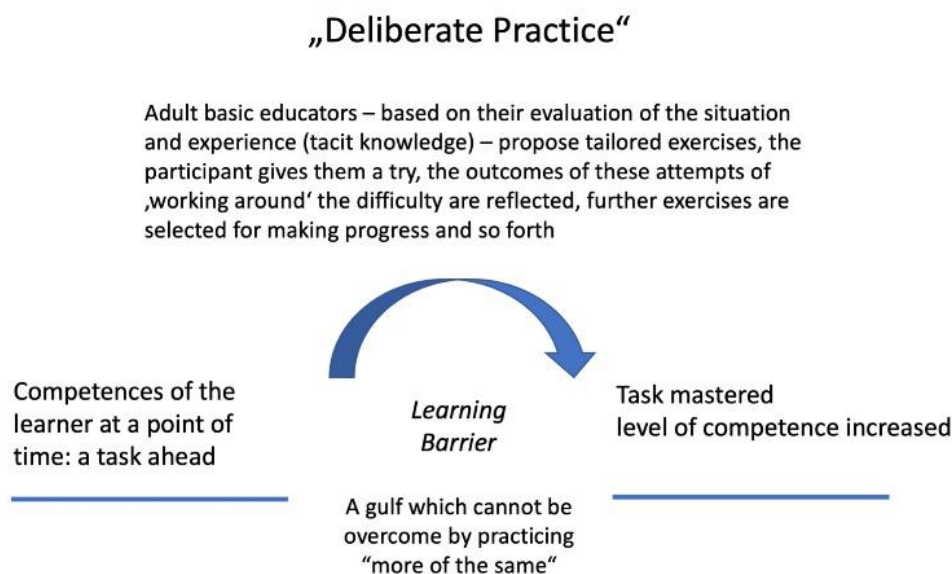 „Deliberate Practice“
Adult basic educators – based on their evaluation of the situation
and experience (tacit knowledge) – propose tailored exercises, the
participant gives them a try, the outcomes of these attempts of
‚working around‘ the difficulty are reflected, further exercises are
selected for making progress and so forth
Competences of the
learner at a point of
time: a task ahead
Learning
Barrier
Task mastered
level of competence increased
A gulf which cannot be
overcome by practicing
“more of the same“